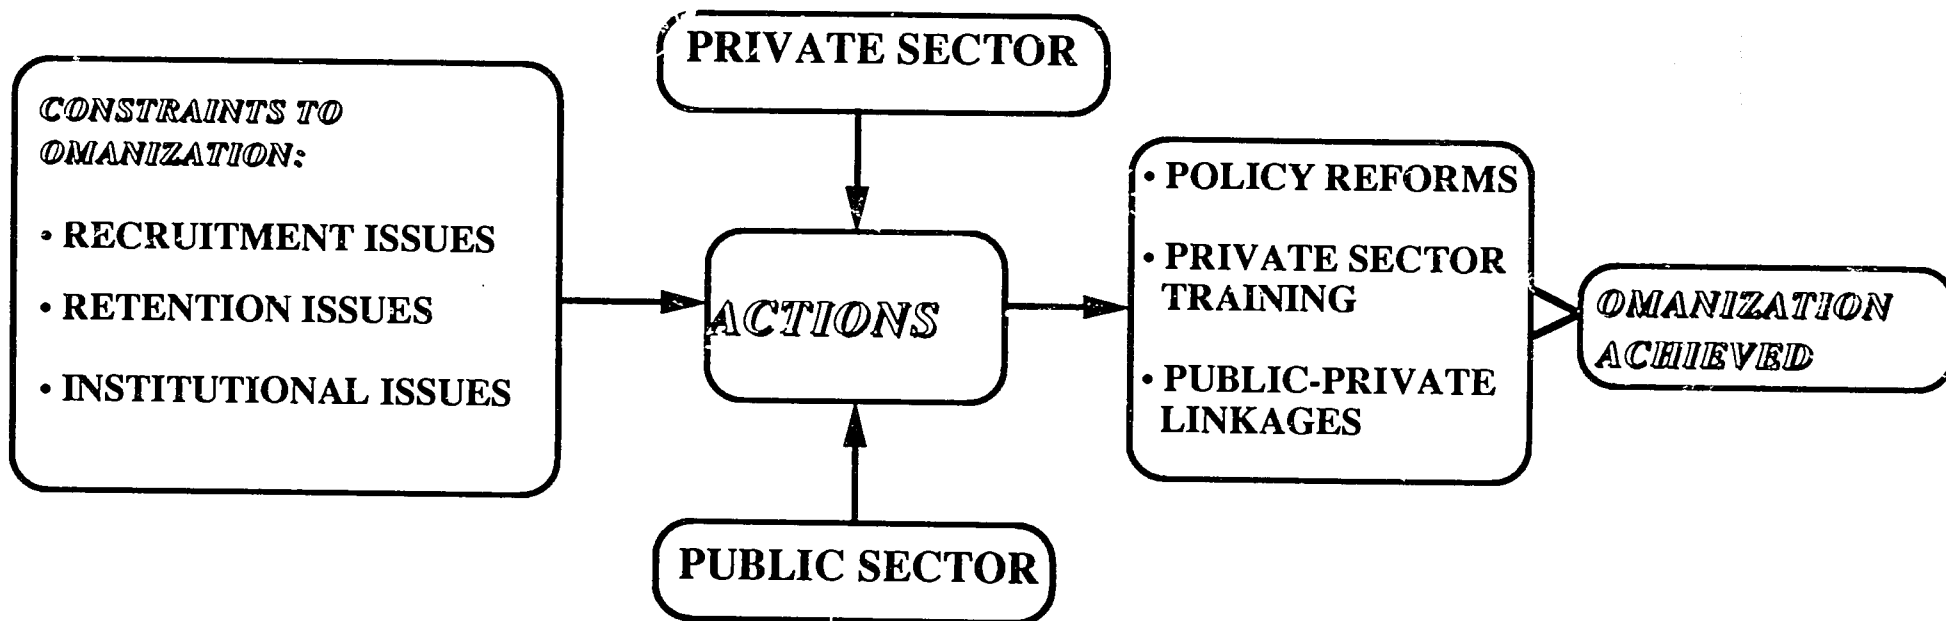 PRIVATE SECTOR
CONSTRAINTS TO
OMANIZATION:
• RECRUITMENT ISSUES
• RETENTION ISSUES
• INSTITUTIONAL ISSUES
ACTIONS
PUBLIC SECTOR
• POLICY REFORMS
• PRIVATE SECTOR
TRAINING
• PUBLIC-PRIVATE
LINKAGES
OMANIZATION
ACHIEVED